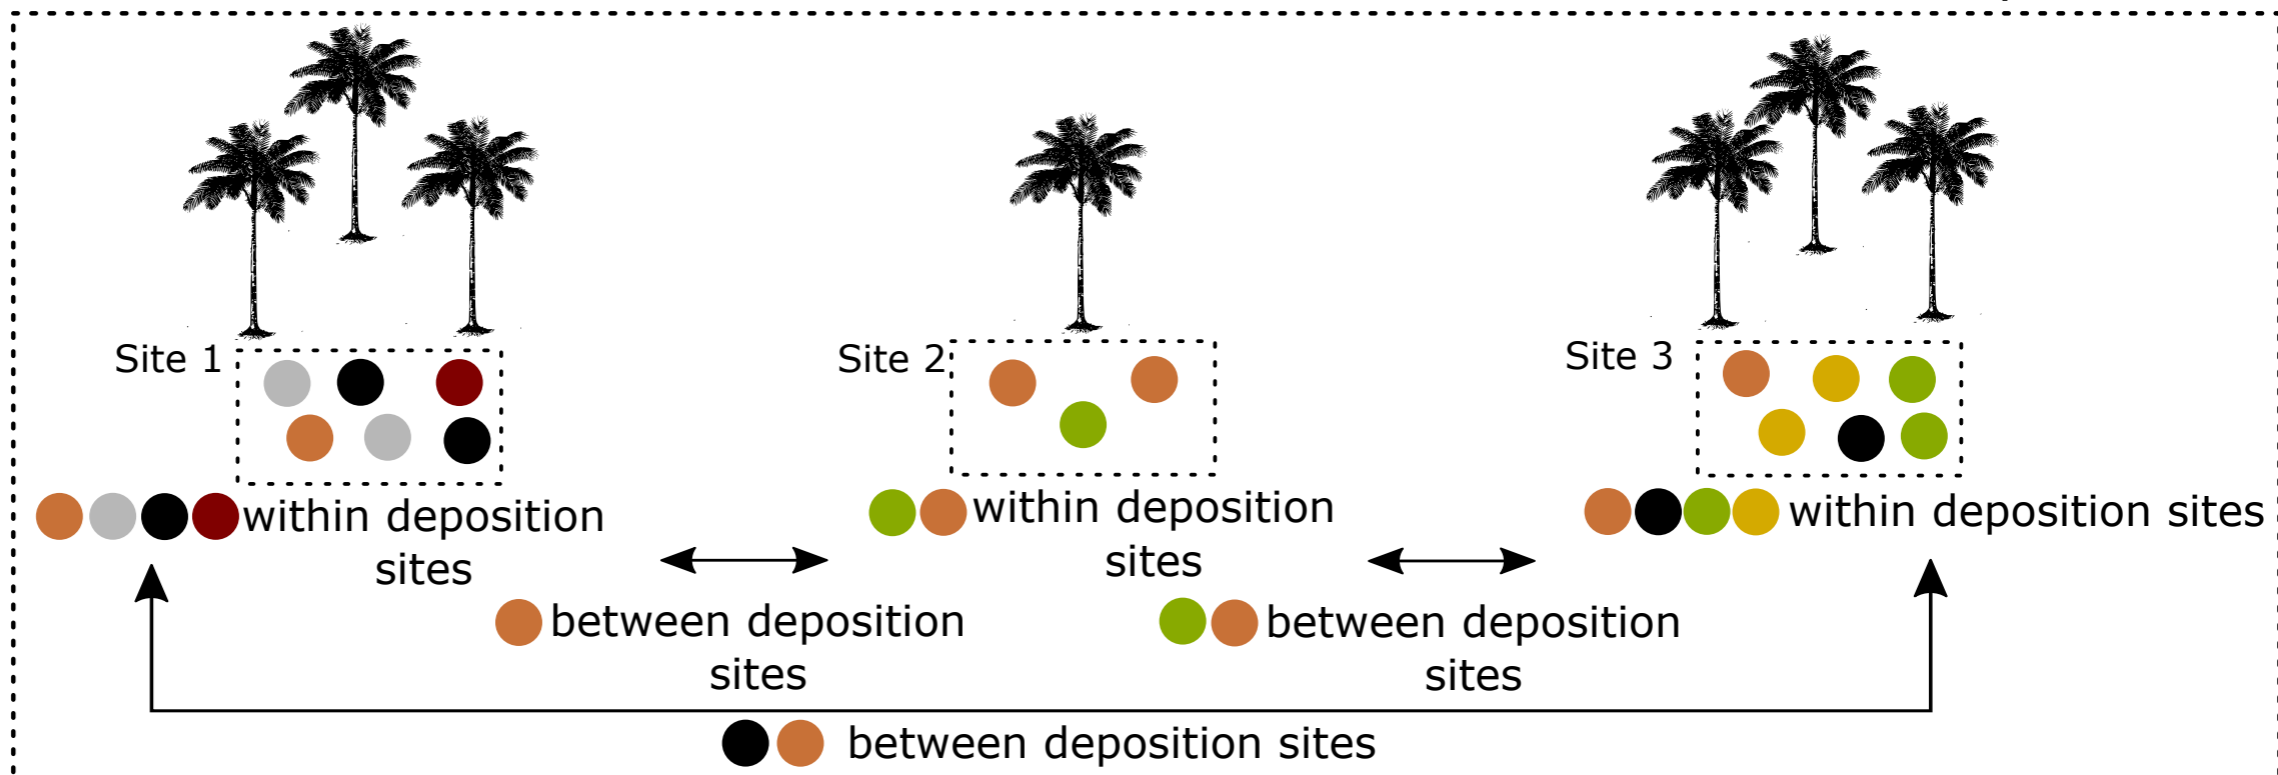 Site 1
Site 2
Site 3
within deposition
sites
within deposition
sites
within deposition sites
between deposition
sites
between deposition
sites
between deposition sites